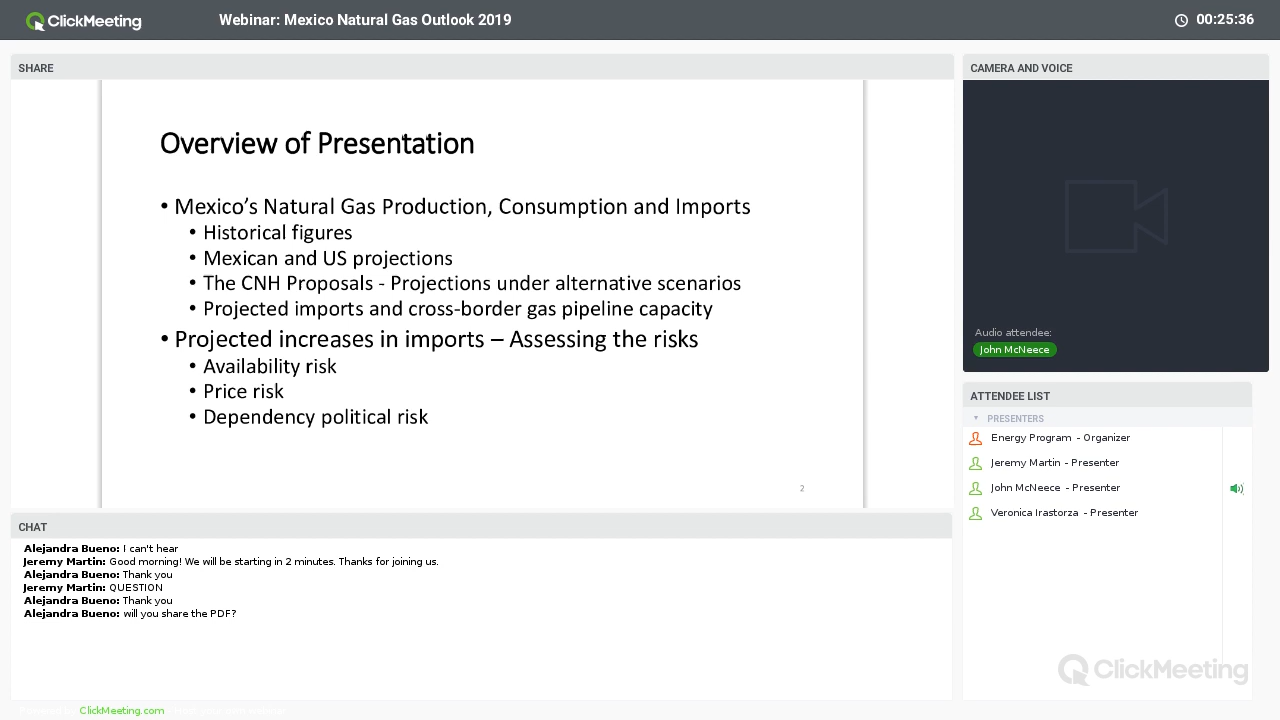 ClickMeeting
Webinar: Mexico Natural Gas Outlook 2019
00:25:36
SHARE
Overview of Presentation
• Mexico's Natural Gas Production, Consumption and Imports
• Historical figures
• Mexican and US projections
• The CNH Proposals - Projections under alternative scenarios
• Projected imports and cross-border gas pipeline capacity
• Projected increases in imports – Assessing the risks
• Availability risk
• Price risk
• Dependency political risk
2
CAMERA AND VOICE
Audio attendee:
John McNeece
ATTENDEE LIST
PRESENTERS
Energy Program - Organizer
Jeremy Martin - Presenter
John McNeece - Presenter
Veronica Irastorza - Presenter
CHAT
Alejandra Bueno: I can't hear
Jeremy Martin: Good morning! We will be starting in 2 minutes. Thanks for joining us.
Alejandra Bueno: Thank you
Jeremy Martin: QUESTION
Alejandra Bueno: Thank you
Alejandra Bueno: will you share the PDF?
ClickMeeting
ClickMeeting.com